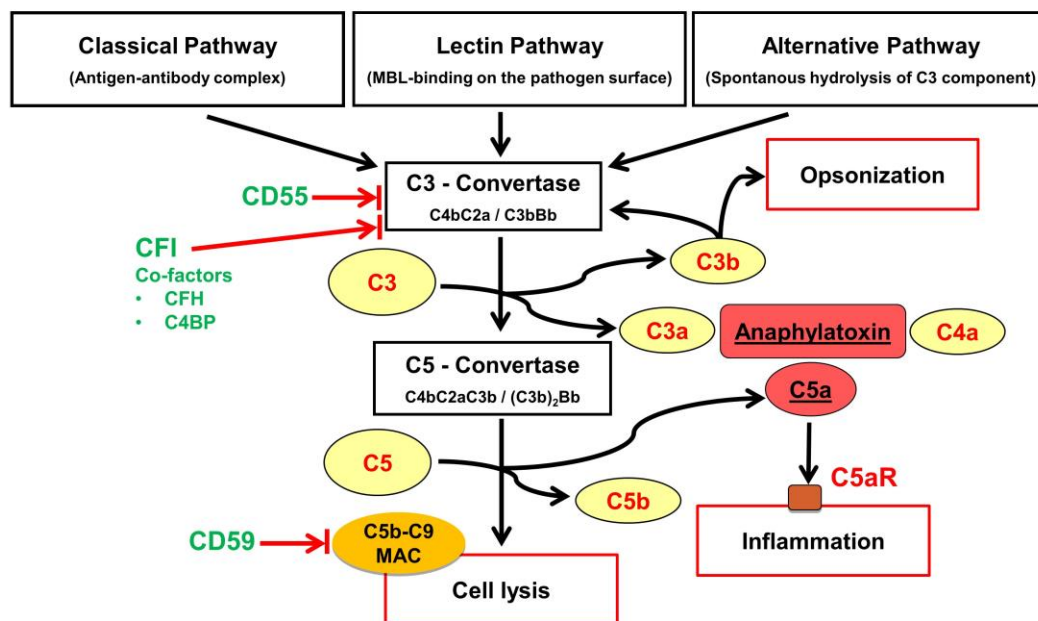 Classical Pathway
(Antigen-antibody complex)
Lectin Pathway
(MBL-binding on the pathogen surface)
Alternative Pathway
(Spontanous hydrolysis of C3 component)
C3 - Convertase
C4bC2a / C3bBb
Opsonization
CD55
CFI
Co-factors
• CFH
• C4BP
C3
C3b
C3a
Anaphylatoxin
C4a
C5 - Convertase
C4bC2aC3b / (C3b)₂Bb
C5a
C5
C5b
C5aR
CD59
C5b-C9
MAC
Inflammation
Cell lysis